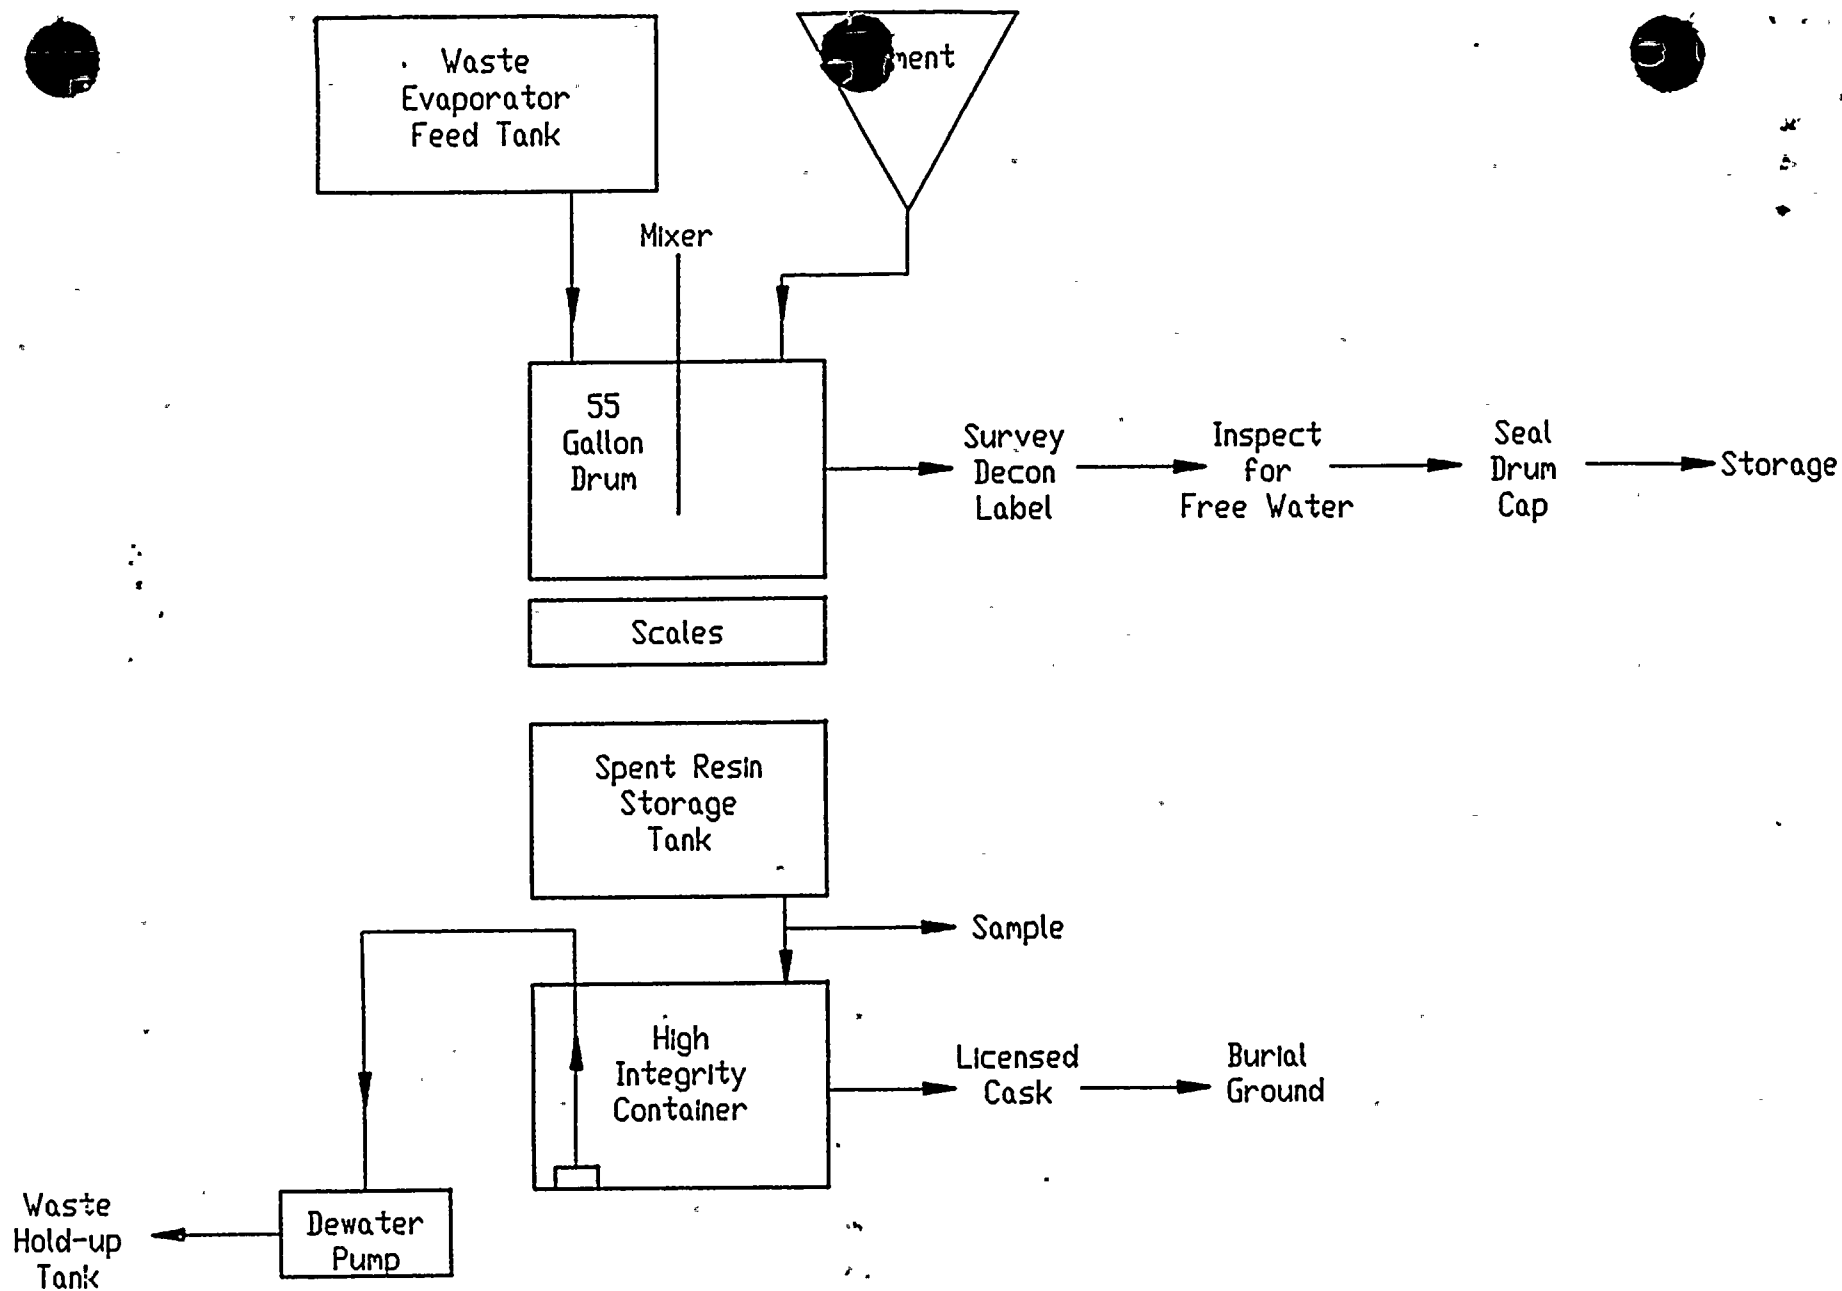 Waste
Evaporator
Feed Tank
Mixer
55
Gallon
Drum
Survey
Decon
Label
Inspect
for
Free Water
Seal
Drum
Cap
Storage
Scales
Spent Resin
Storage
Tank
Sample
High
Integrity
Container
Licensed
Cask
Burial
Ground
Dewater
Pump
Waste
Hold-up
Tank